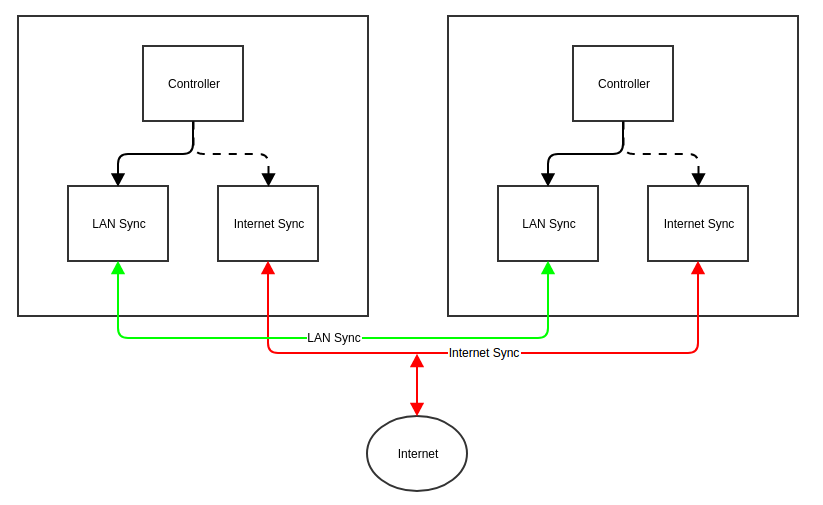 Controller
Controller
LAN Sync
Internet Sync
LAN Sync
Internet Sync
LAN Sync
Internet Sync
Internet